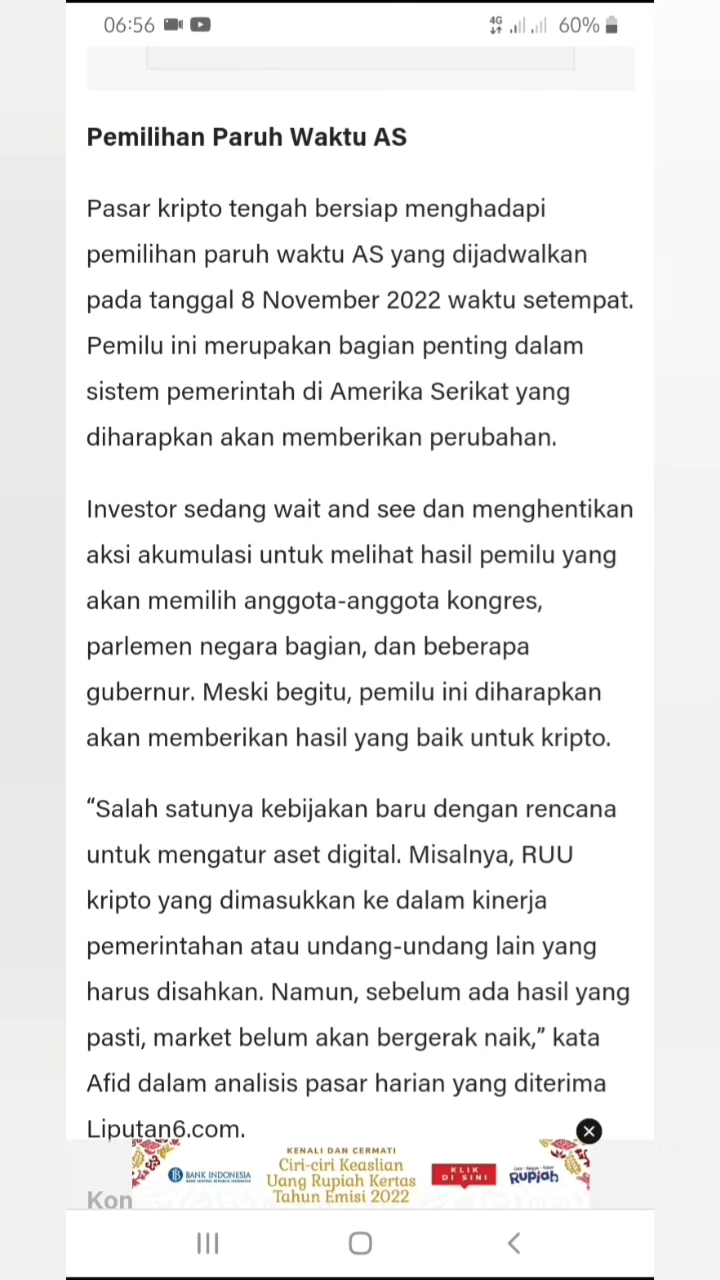 06:56
4G
60%
Pemilihan Paruh Waktu AS
Pasar kripto tengah bersiap menghadapi
pemilihan paruh waktu AS yang dijadwalkan
pada tanggal 8 November 2022 waktu setempat.
Pemilu ini merupakan bagian penting dalam
sistem pemerintah di Amerika Serikat yang
diharapkan akan memberikan perubahan.
Investor sedang wait and see dan menghentikan
aksi akumulasi untuk melihat hasil pemilu yang
akan memilih anggota-anggota kongres,
parlemen negara bagian, dan beberapa
gubernur. Meski begitu, pemilu ini diharapkan
akan memberikan hasil yang baik untuk kripto.
“Salah satunya kebijakan baru dengan rencana
untuk mengatur aset digital. Misalnya, RUU
kripto yang dimasukkan ke dalam kinerja
pemerintahan atau undang-undang lain yang
harus disahkan. Namun, sebelum ada hasil yang
pasti, market belum akan bergerak naik,” kata
Afid dalam analisis pasar harian yang diterima
Liputan6.com.
KENALI DAN CERMATI
Ciri-ciri Keaslian
Uang Rupiah Kertas
Tahun Emisi 2022
BANK INDONESIA
KLIK
DI SINI
Rupiah
Kon